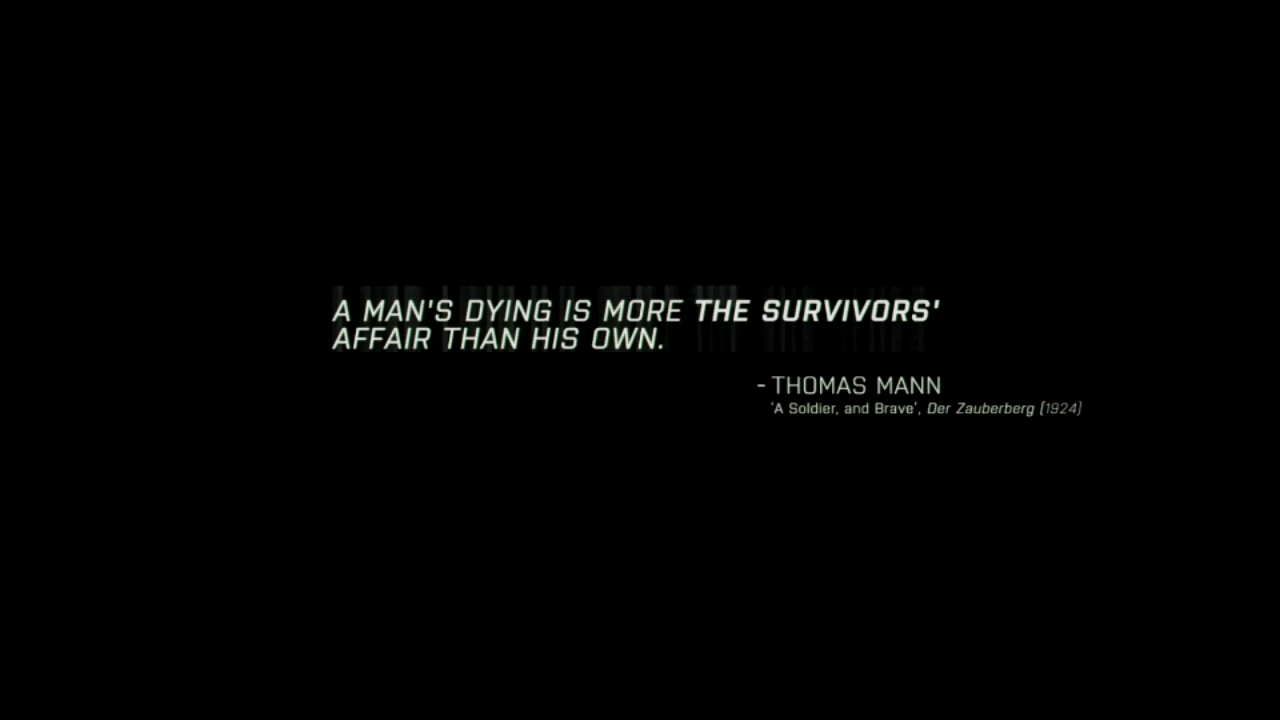 A MAN'S DYING IS MORE THE SURVIVORS'
AFFAIR THAN HIS OWN.
- THOMAS MANN
'A Soldier, and Brave', Der Zauberberg (1924)